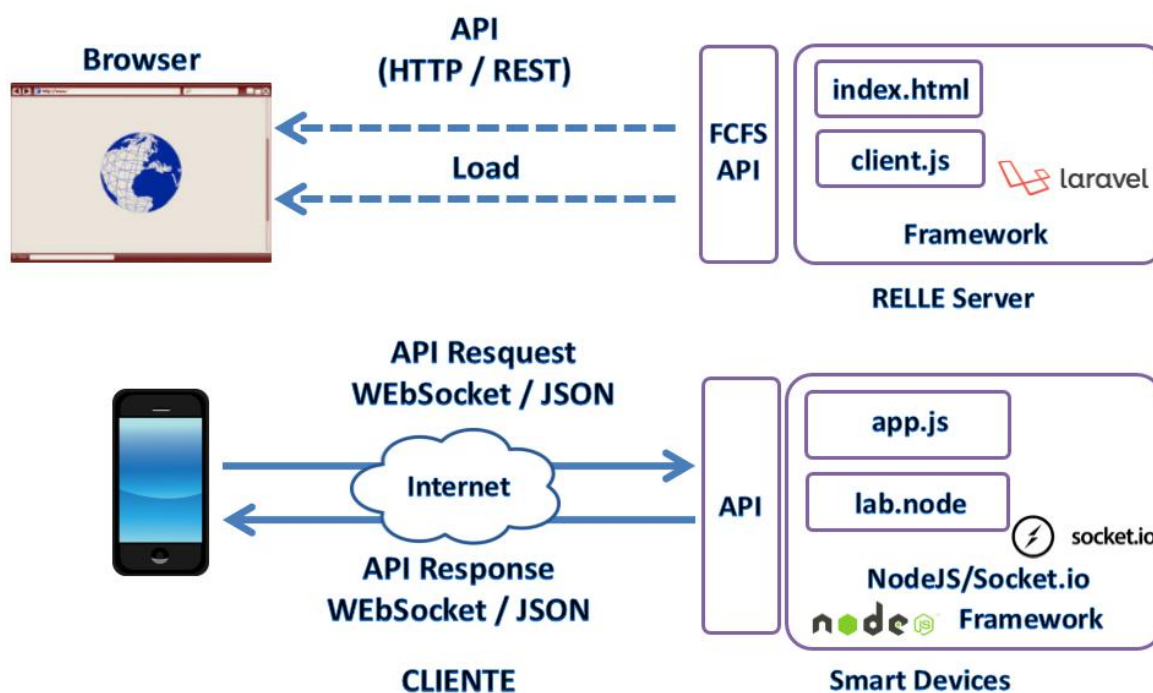 Browser
API
(HTTP / REST)
Load
FCFS
API
index.html
client.js
laravel
Framework
RELLE Server
API Resquest
WEbSocket / JSON
Internet
API Response
WEbSocket / JSON
CLIENTE
API
app.js
lab.node
socket.io
NodeJS/Socket.io
node JS
Framework
Smart Devices